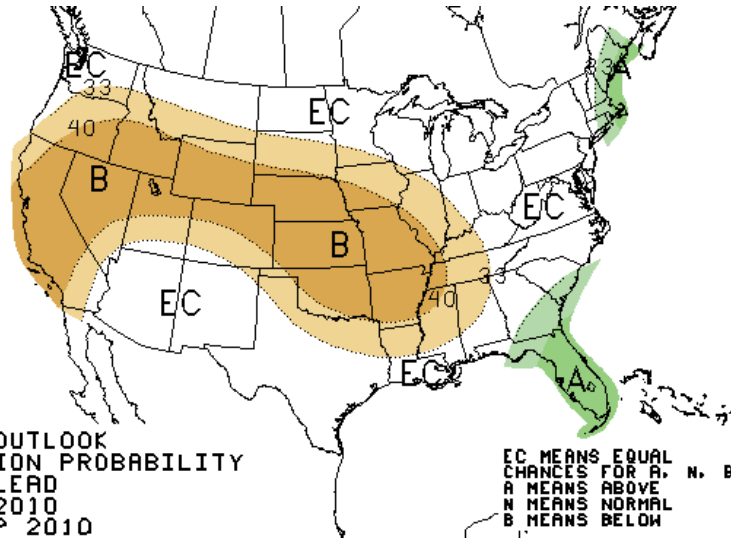 EC
33
40
EC
33
A
B
EC
B
33
40
EC
EC
A
OUTLOOK
ION PROBABILITY
LEAD
2010
P 2010
EC MEANS EQUAL
CHANCES FOR A, N, B
A MEANS ABOVE
N MEANS NORMAL
B MEANS BELOW